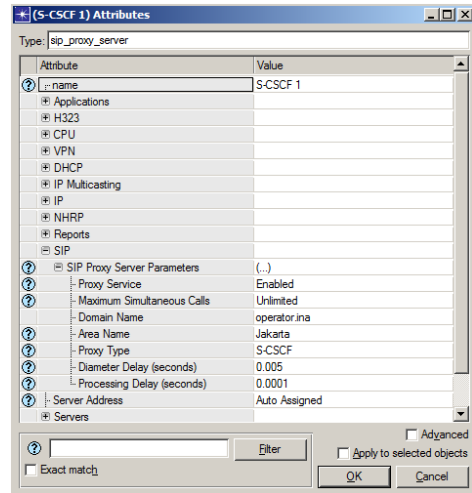 (S-CSCF 1) Attributes
Type: sip_proxy_server
Attribute Value
name S-CSCF 1
Applications
H323
CPU
VPN
DHCP
IP Multicasting
IP
NHRP
Reports
SIP
SIP Proxy Server Parameters (...)
Proxy Service Enabled
Maximum Simultaneous Calls Unlimited
Domain Name operator.ina
Area Name Jakarta
Proxy Type S-CSCF
Diameter Delay (seconds) 0.005
Processing Delay (seconds) 0.0001
Server Address Auto Assigned
Servers
Advanced
Filter Apply to selected objects
Exact match
OK Cancel